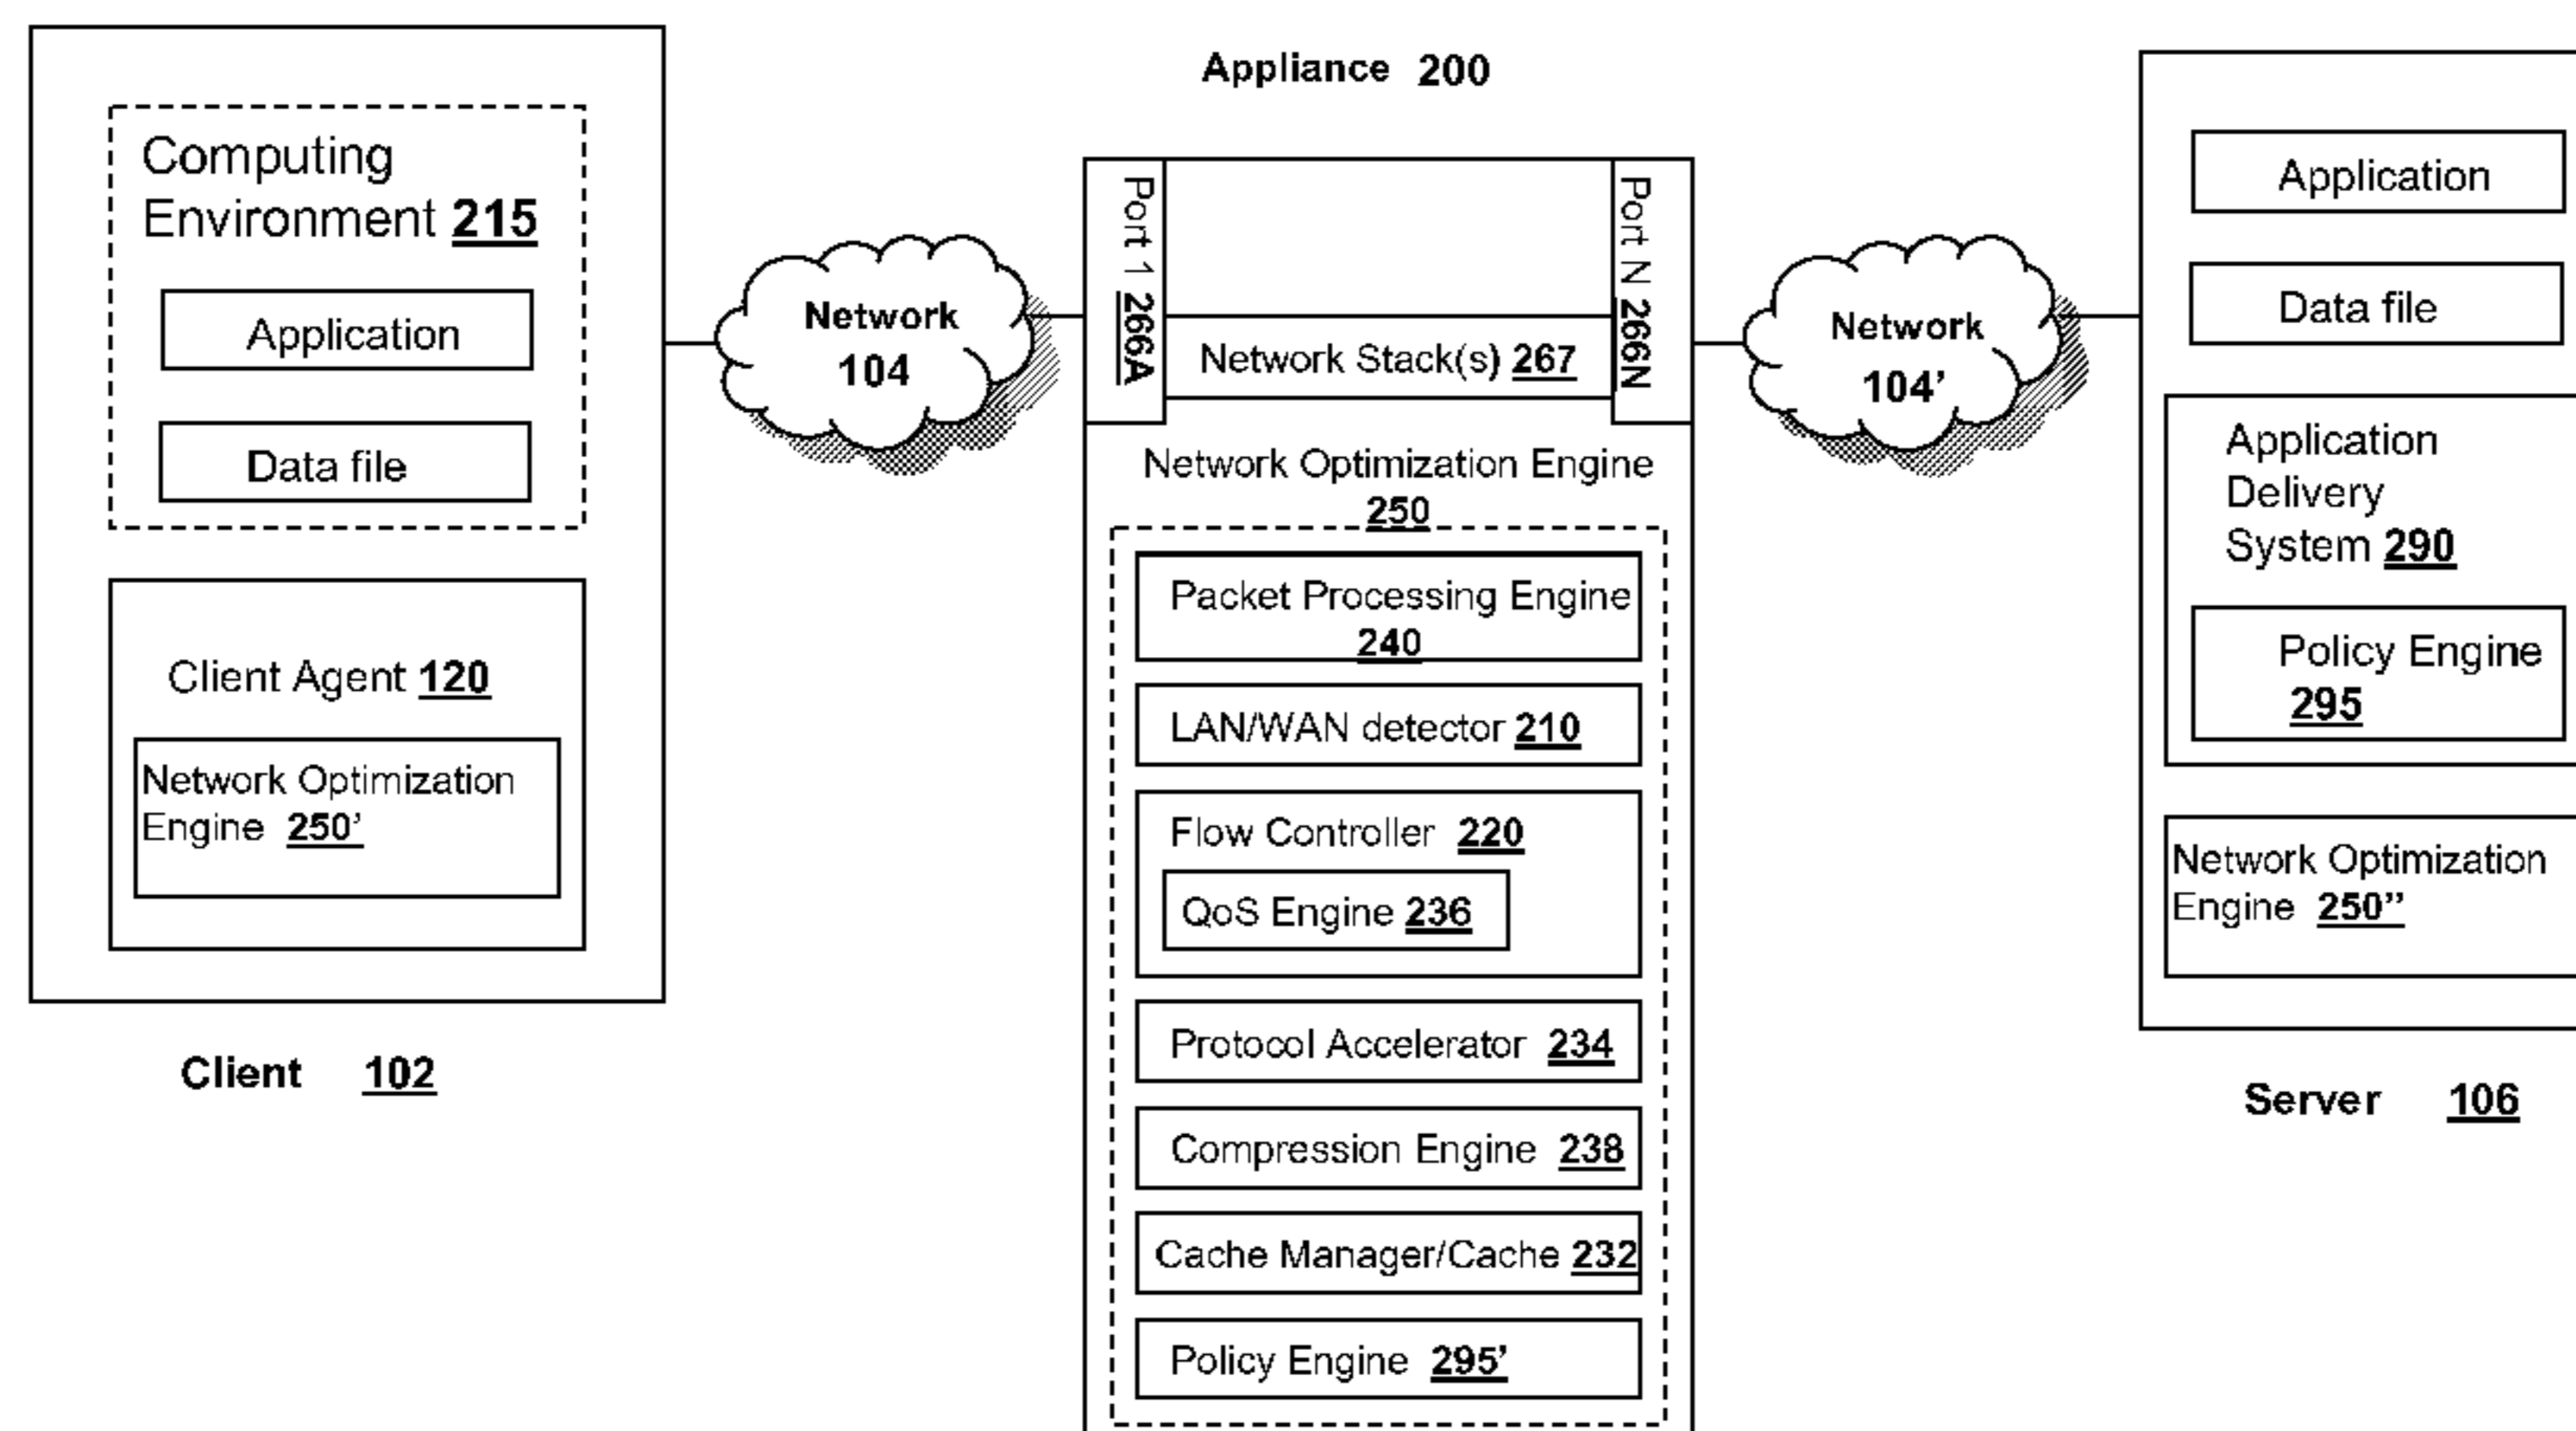 Computing
Environment 215
Application
Data file
Client Agent 120
Network Optimization
Engine 250’
Client 102
Network
104
Appliance 200
Port 1 266A
Port N 266N
Network Stack(s) 267
Network Optimization Engine
250
Packet Processing Engine
240
LAN/WAN detector 210
Flow Controller 220
QoS Engine 236
Protocol Accelerator 234
Compression Engine 238
Cache Manager/Cache 232
Policy Engine 295’
Network
104’
Application
Data file
Application
Delivery
System 290
Policy Engine
295
Network Optimization
Engine 250’’
Server 106